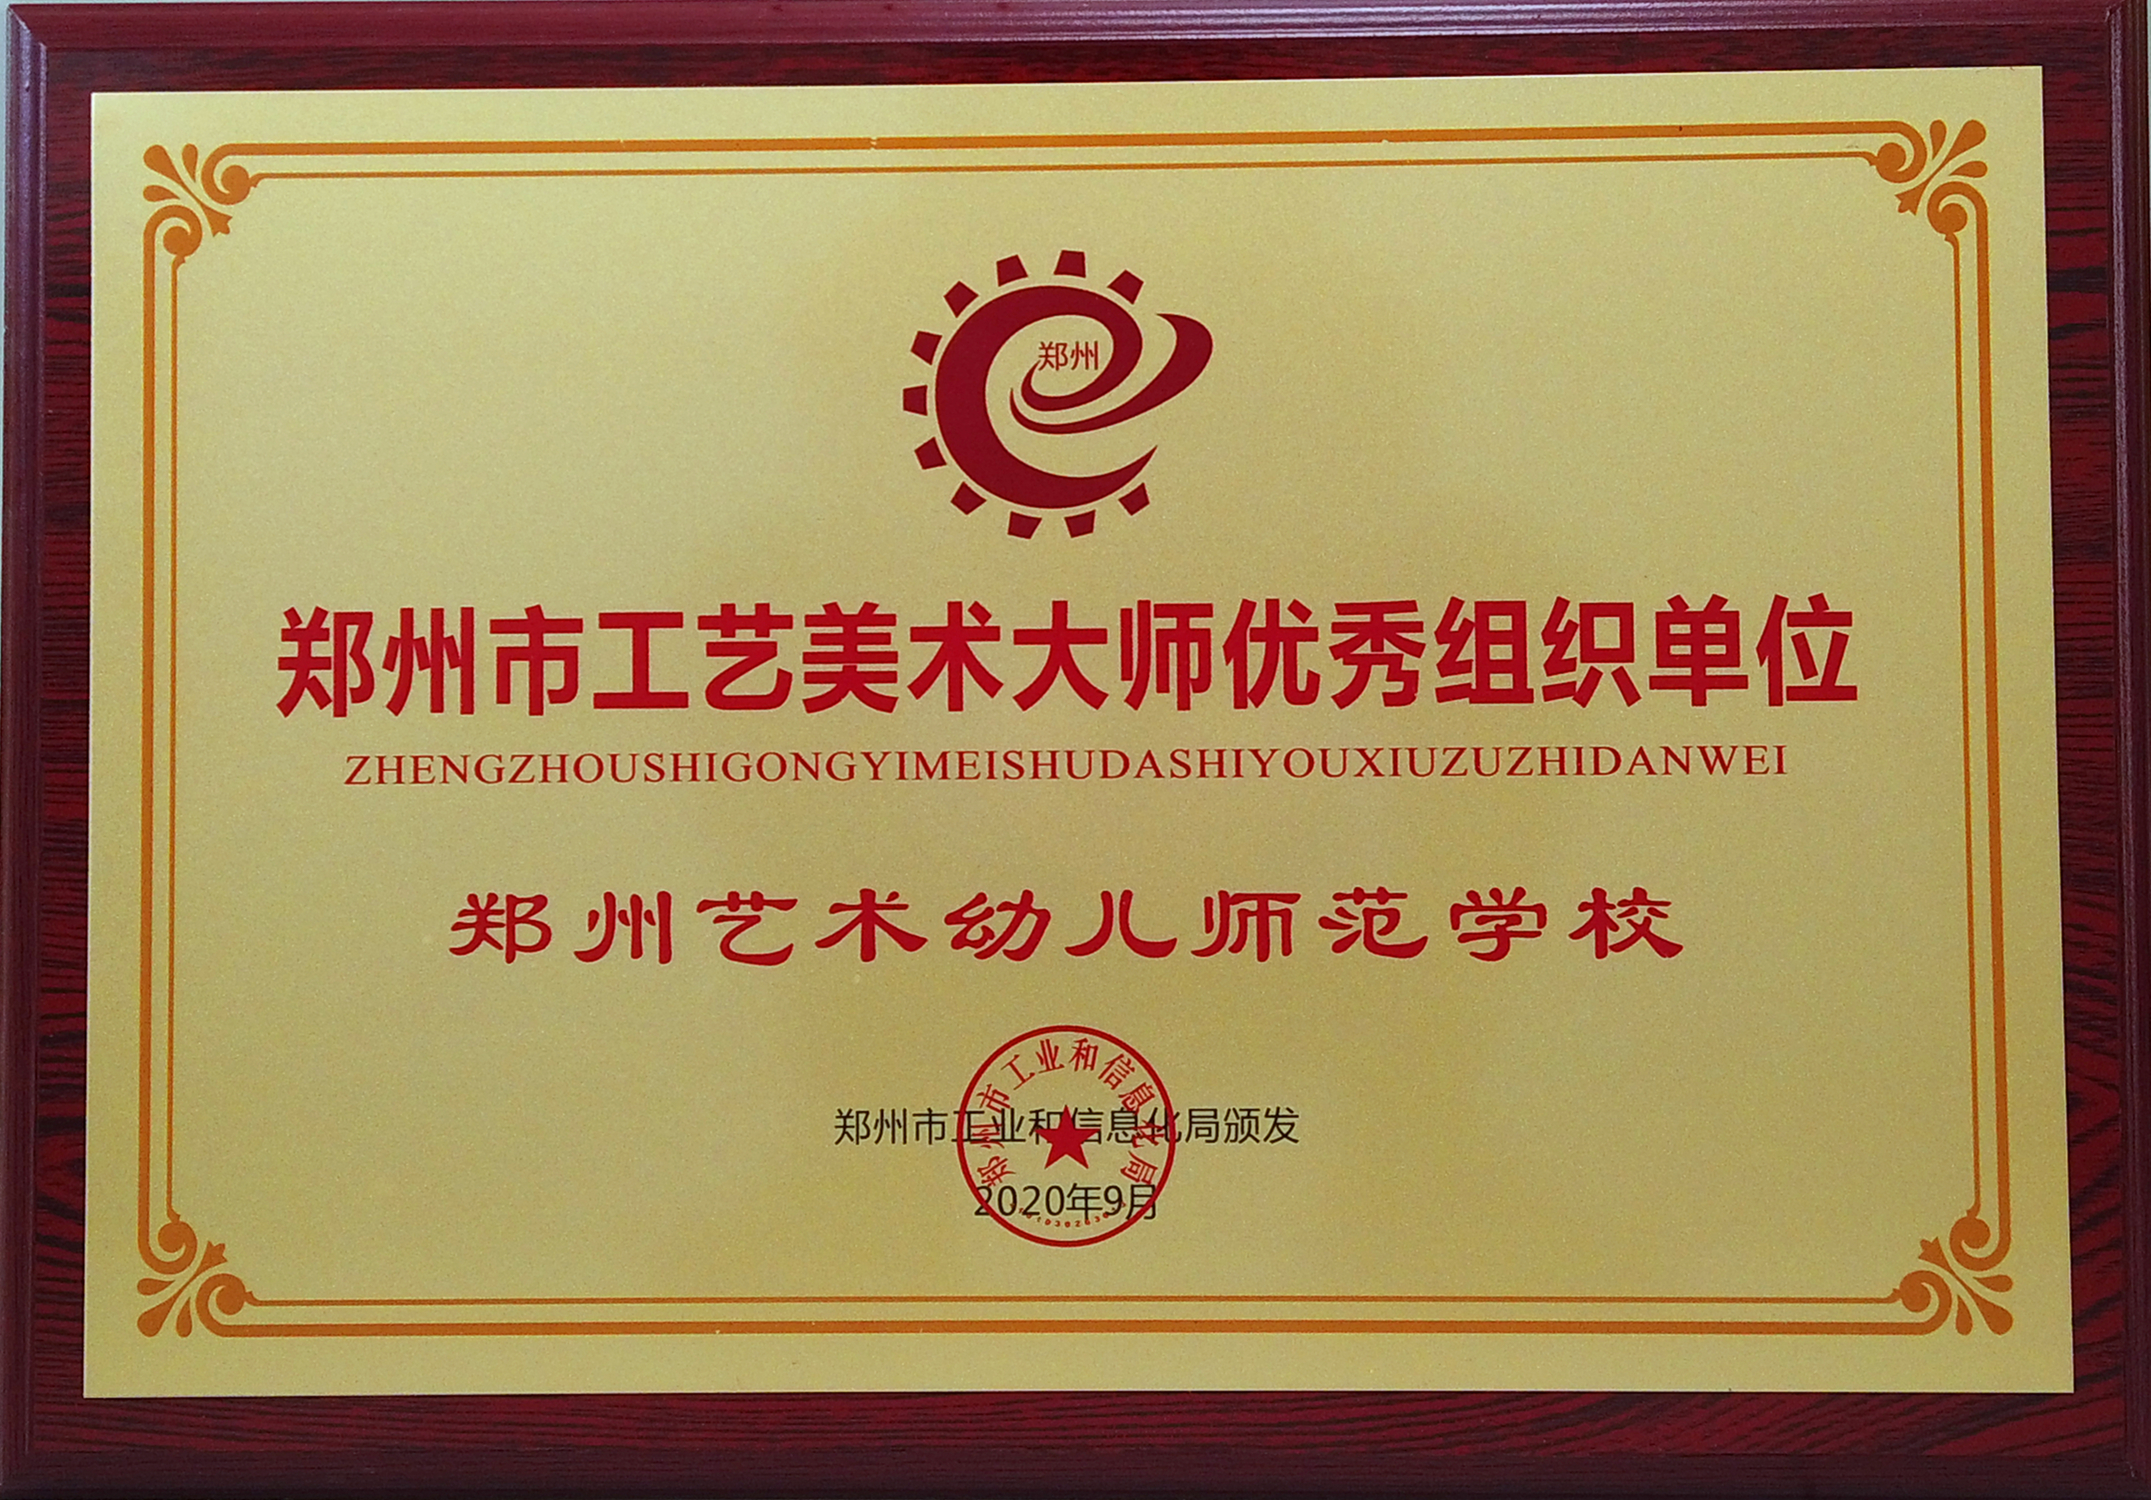 郑州
郑州市工艺美术大师优秀组织单位
ZHENGZHOUSHIGONGYIMEISHUDASHIYOUXIUZUZHIDANWEI
郑州艺术幼儿师范学校
郑州市工业和信息化局颁发
2020年9月
郑州市工业和信息化局